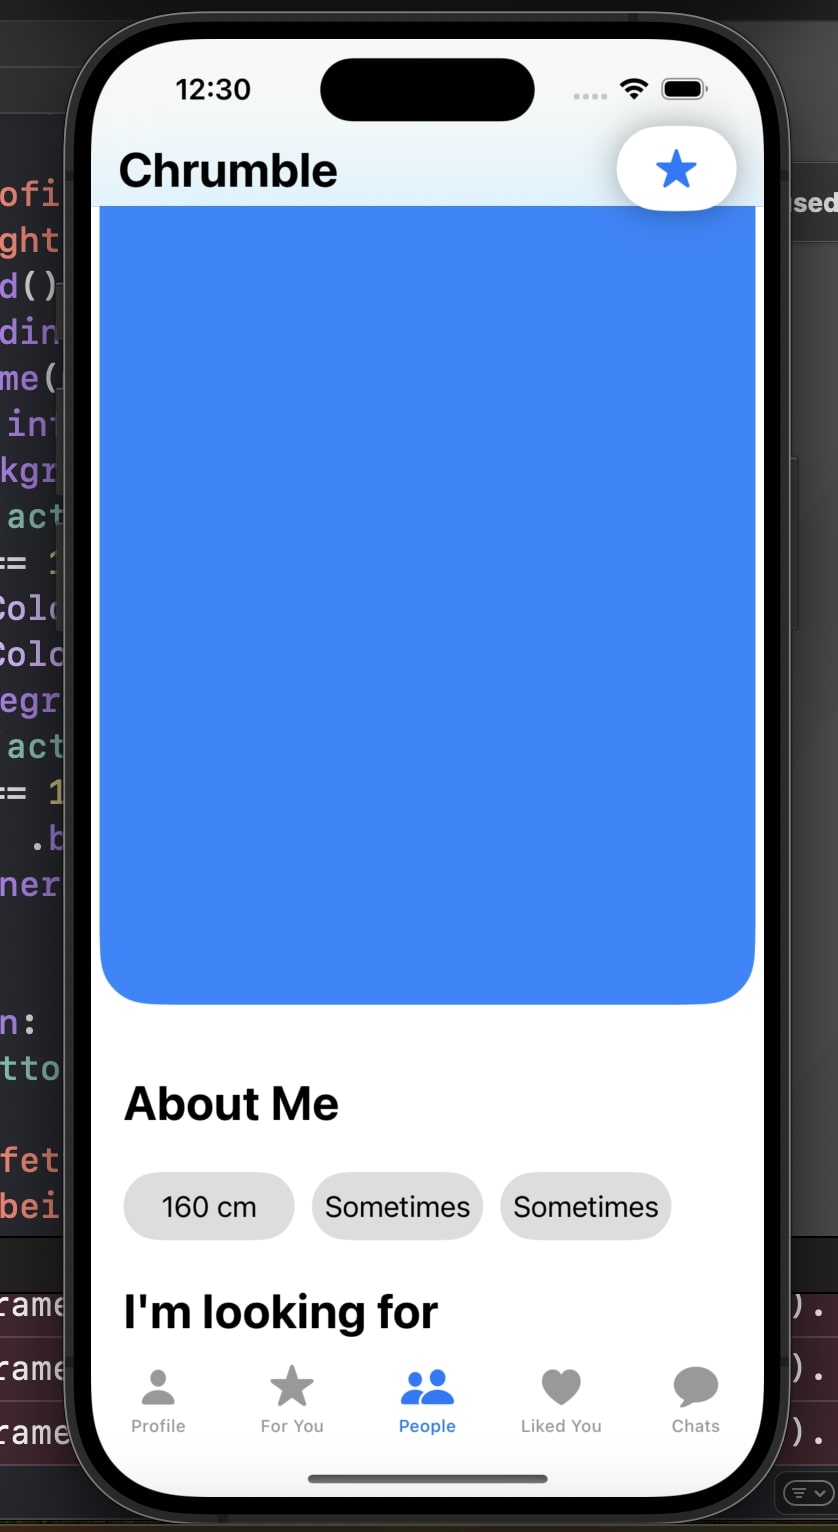 12:30
Chrumble
sed
ofi
ght
d()
din
me(
in
kgr
(act
== 1
Colo
Colo
egr
(act
== 1
.b
ner
n:
tto
fet
bei
About Me
160 cm Sometimes Sometimes
I'm looking for
rame ).
rame ).
rame ).
Profile For You People Liked You Chats